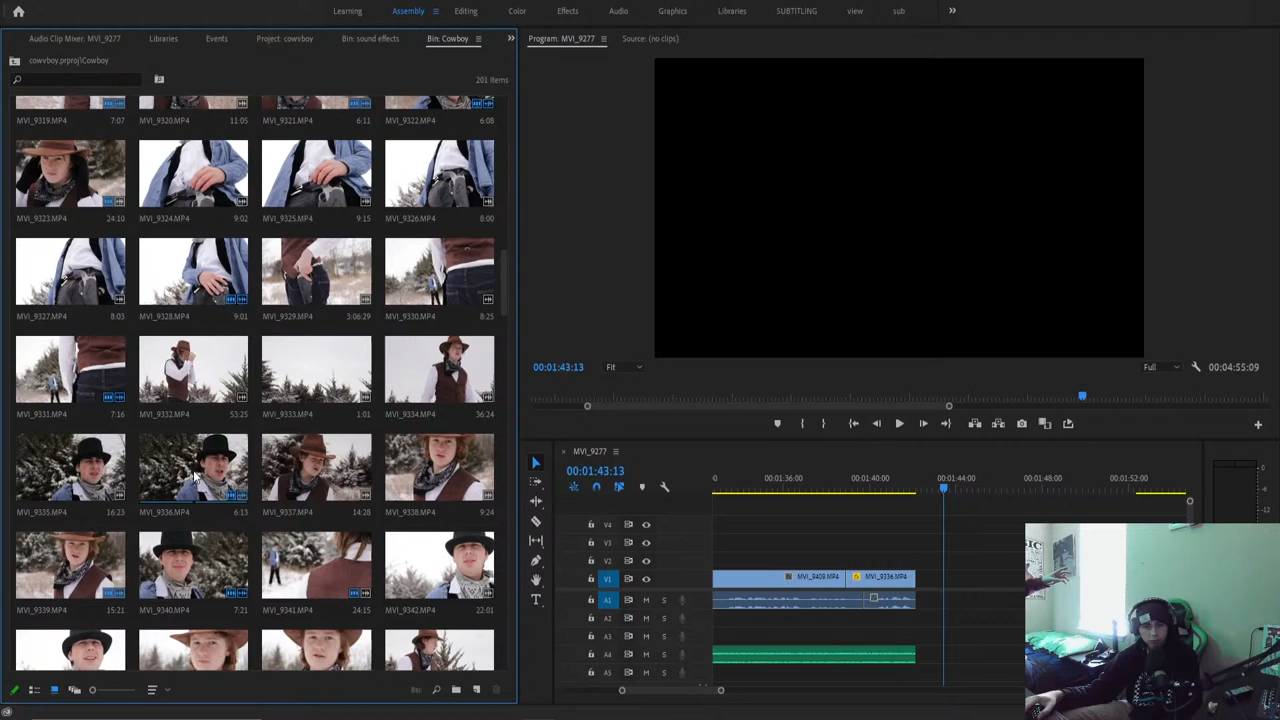 Learning Assembly Editing Color Effects Audio Graphics Libraries SUBTITLING view sub
Audio Clip Mixer: MVI_9277 Libraries Events Project: cowvboy Bin: sound effects Bin: Cowboy
cowvboy.prproj\Cowboy
201 Items
MVI_9319.MP4 7:07 MVI_9320.MP4 11:05 MVI_9321.MP4 6:11 MVI_9322.MP4 6:08
MVI_9323.MP4 24:10 MVI_9324.MP4 9:02 MVI_9325.MP4 9:15 MVI_9326.MP4 8:00
MVI_9327.MP4 8:03 MVI_9328.MP4 9:01 MVI_9329.MP4 3:06:29 MVI_9330.MP4 8:25
MVI_9331.MP4 7:16 MVI_9332.MP4 53:25 MVI_9333.MP4 1:01 MVI_9334.MP4 36:24
MVI_9335.MP4 16:23 MVI_9336.MP4 6:13 MVI_9337.MP4 14:28 MVI_9338.MP4 9:24
MVI_9339.MP4 15:21 MVI_9340.MP4 7:21 MVI_9341.MP4 24:15 MVI_9342.MP4 22:01
Program: MVI_9277 Source: (no clips)
00:01:43:13 Fit Full 00:04:55:09
MVI_9277
00:01:43:13
0 00:01:36:00 00:01:40:00 00:01:44:00 00:01:48:00 00:01:52:00
V4
V3
V2
V1 MVI_9409.MP4 MVI_9336.MP4
A1 M S
A2 M S
A3 M S
A4 M S
A5 M S